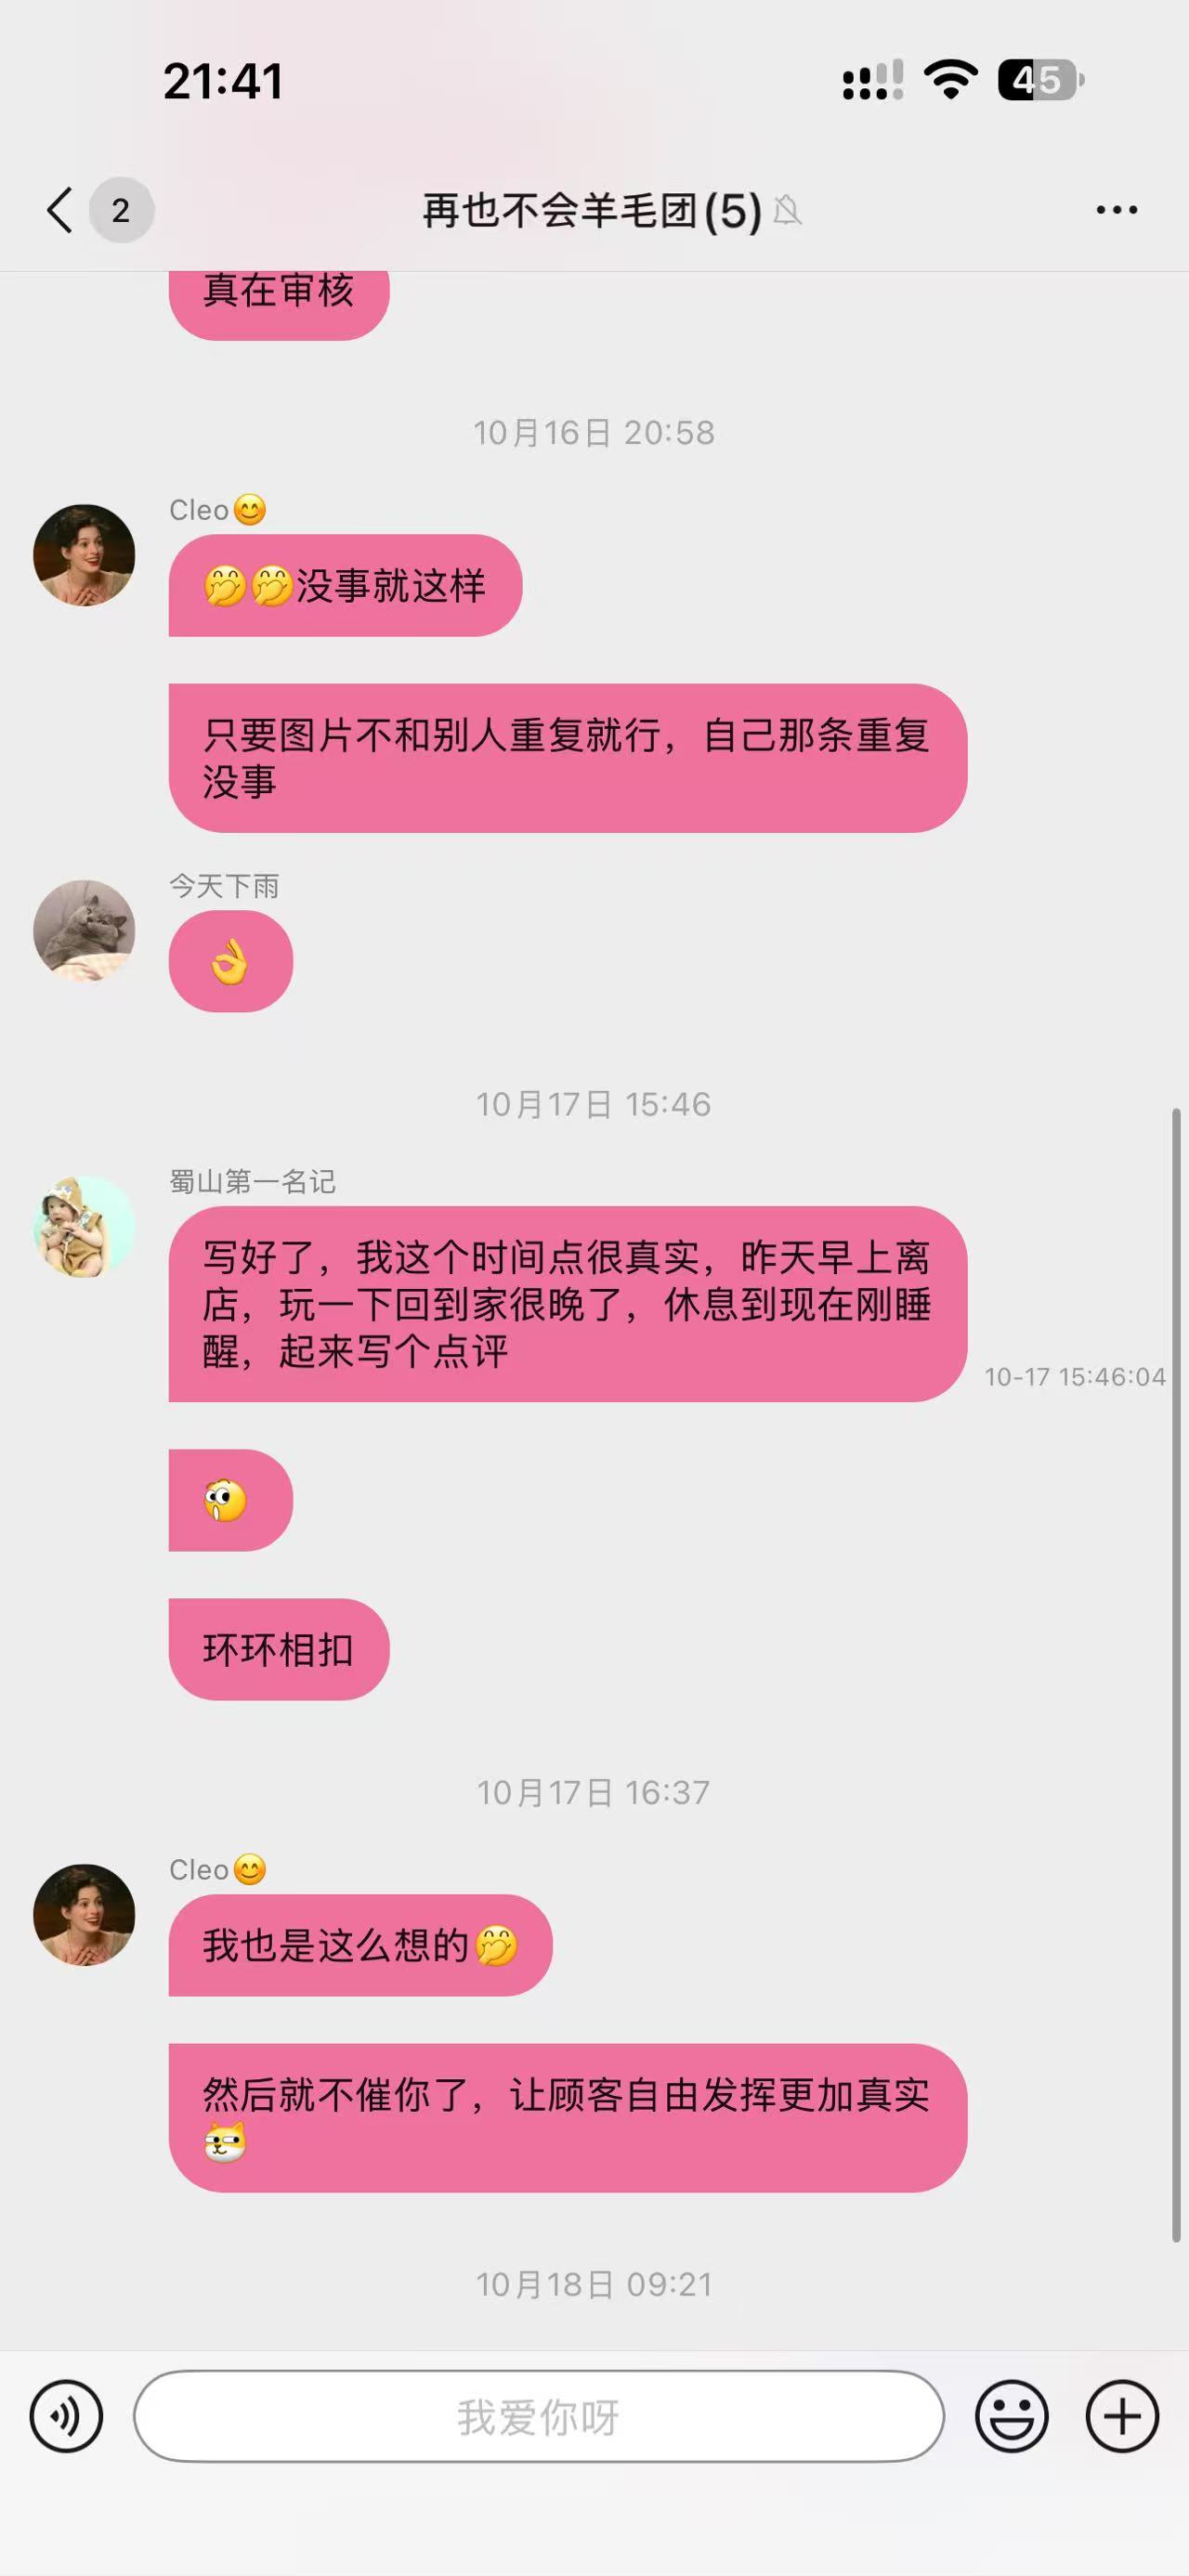 21:41
45
2
再也不会羊毛团(5)
真在审核
10月16日 20:58
Cleo😊
🤭🤭没事就这样
只要图片不和别人重复就行，自己那条重复
没事
今天下雨
👌
10月17日 15:46
蜀山第一名记
写好了，我这个时间点很真实，昨天早上离
店，玩一下回到家很晚了，休息到现在刚睡
醒，起来写个点评
10-17 15:46:04
环环相扣
10月17日 16:37
Cleo😊
我也是这么想的🤭
然后就不催你了，让顾客自由发挥更加真实
10月18日 09:21
我爱你呀